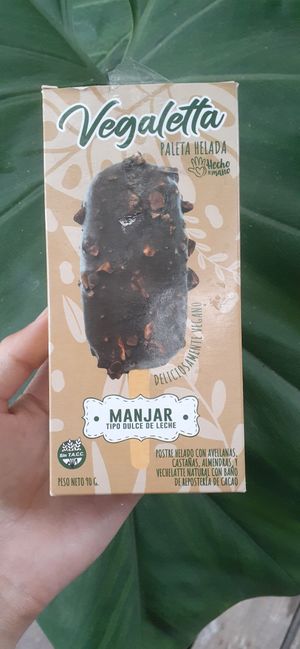 Vegaletta
PALETA HELADA
Hecho a mano
DELICIOSAMENTE VEGANO
MANJAR
TIPO DULCE DE LECHE
Sin T.A.C.C.
PESO NETO 90 G.
POSTRE HELADO CON AVELLANAS,
CASTAÑAS, ALMENDRAS, Y
VECHELATTE NATURAL CON BAÑO
DE REPOSTERÍA DE CACAO